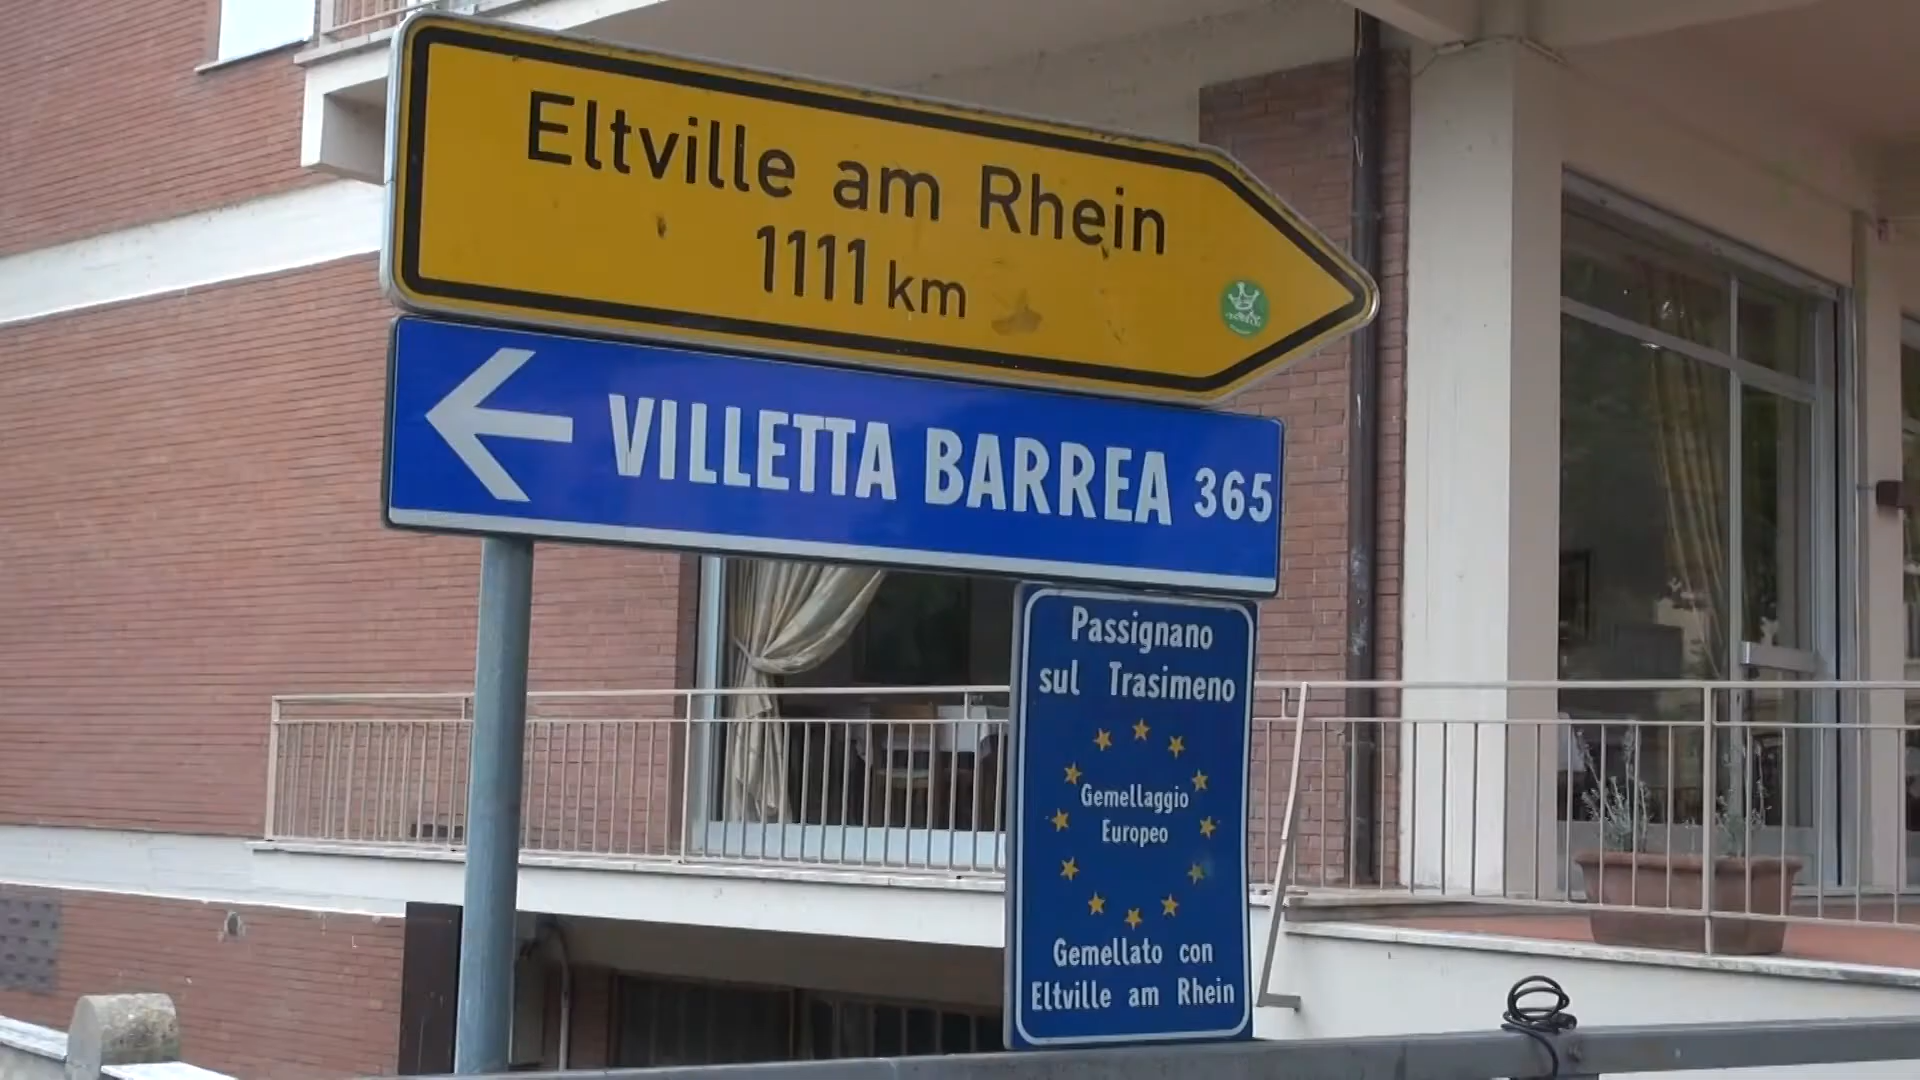 Eltville am Rhein
1111 km
VILLETTA BARREA 365
Passignano
sul Trasimeno
Gemellaggio
Europeo
Gemellato con
Eltville am Rhein